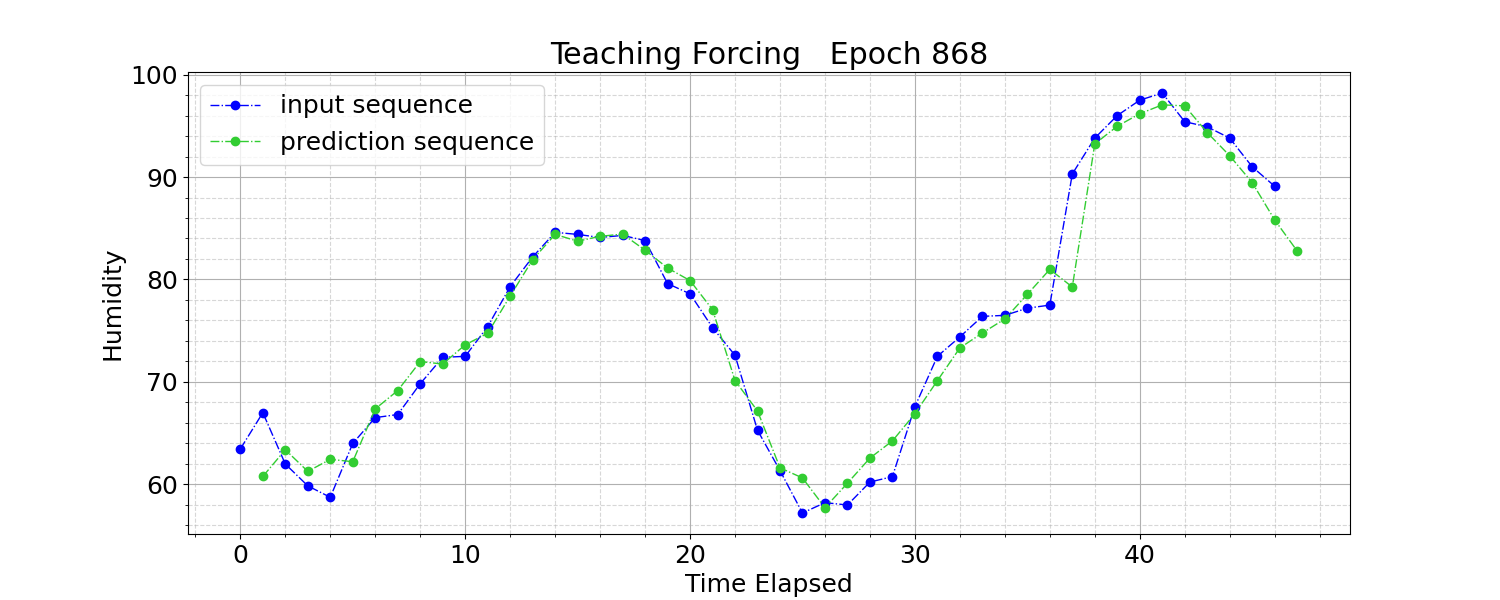 Teaching Forcing   Epoch 868
input sequence
prediction sequence
100
90
80
70
60
Humidity
0 10 20 30 40
Time Elapsed